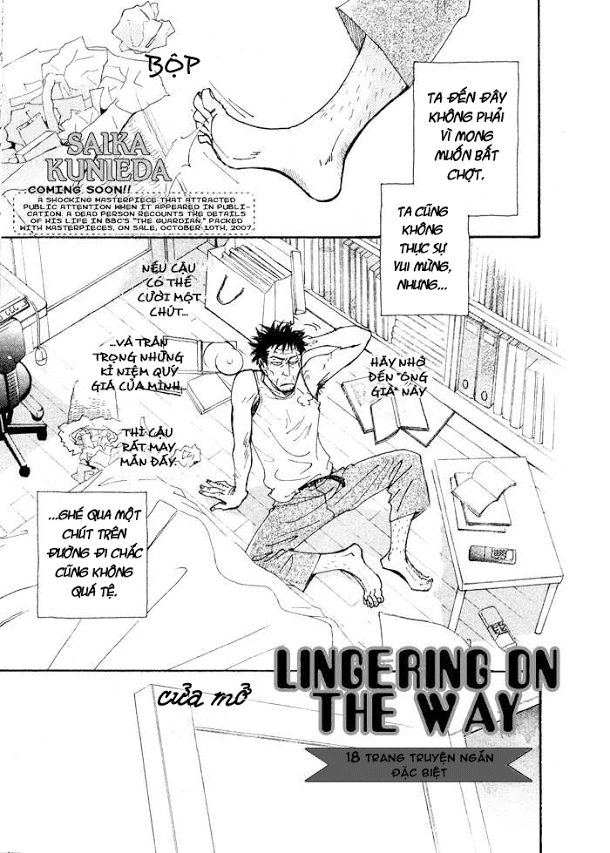 BỘP
TA ĐẾN ĐÂY
KHÔNG PHẢI
VÌ MONG
MUỐN BẤT
CHỢT.
TA CŨNG
KHÔNG
THỰC SỰ
VUI MỪNG,
NHƯNG...
SAIKA
KUNIEDA
COMING SOON!!
A SHOCKING MASTERPIECE THAT ATTRACTED
PUBLIC ATTENTION WHEN IT APPEARED IN PUBLI-
CATION. A DEAD PERSON RECOUNTS THE DETAILS
OF HIS LIFE IN BBC'S "THE GUARDIAN." PACKED
WITH MASTERPIECES, ON SALE, OCTOBER 10TH, 2007.
NẾU CẬU
CÓ THỂ
CƯỜI MỘT
CHÚT...
...VÀ TRÂN
TRỌNG NHỮNG
KỈ NIỆM QUÝ
GIÁ CỦA MÌNH...
THÌ CẬU
RẤT MAY
MẮN ĐẤY.
HÃY NHỚ
ĐẾN "ÔNG
GIÀ" NÀY
...GHÉ QUA MỘT
CHÚT TRÊN
ĐƯỜNG ĐI CHẮC
CŨNG KHÔNG
QUÁ TỆ.
LINGERING ON
THE WAY
18 TRANG TRUYỆN NGẮN
ĐẶC BIỆT
CỬA MỞ